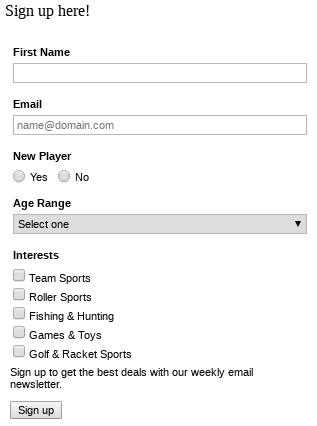 Sign up here!
First Name
Email
name@domain.com
New Player
Yes No
Age Range
Select one
Interests
Team Sports
Roller Sports
Fishing & Hunting
Games & Toys
Golf & Racket Sports
Sign up to get the best deals with our weekly email
newsletter.
Sign up